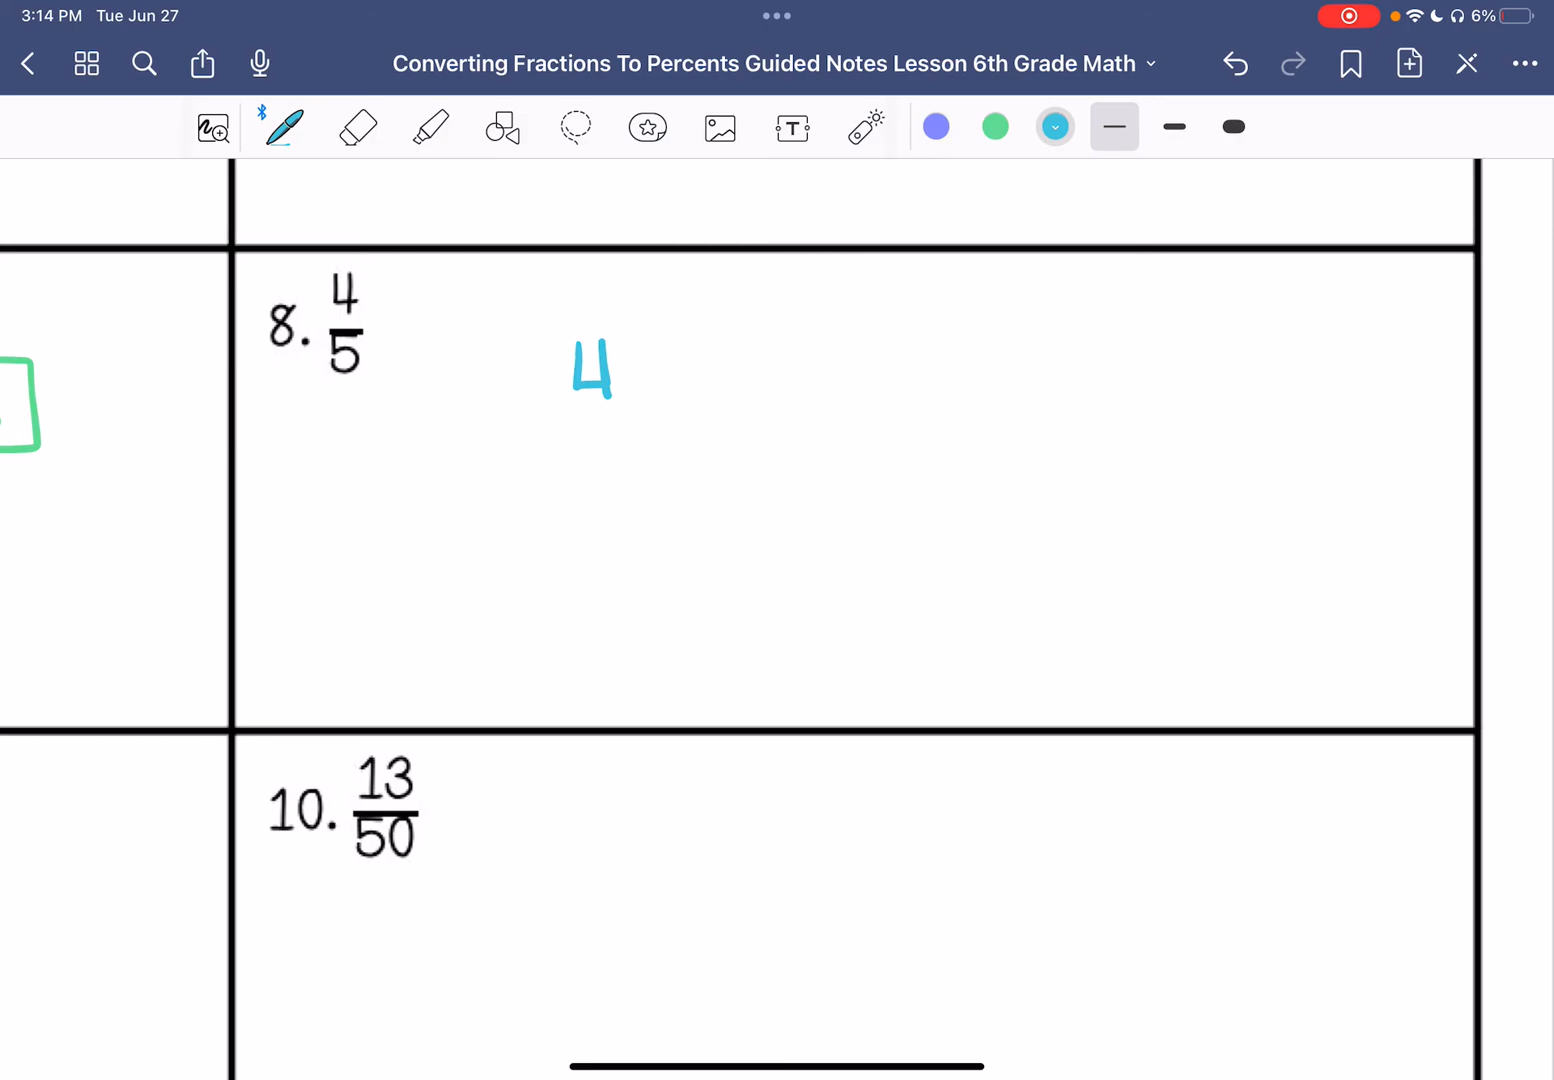 3:14 PM Tue Jun 27
6%
Converting Fractions To Percents Guided Notes Lesson 6th Grade Math
T
8. 4/5
4
10. 13/50